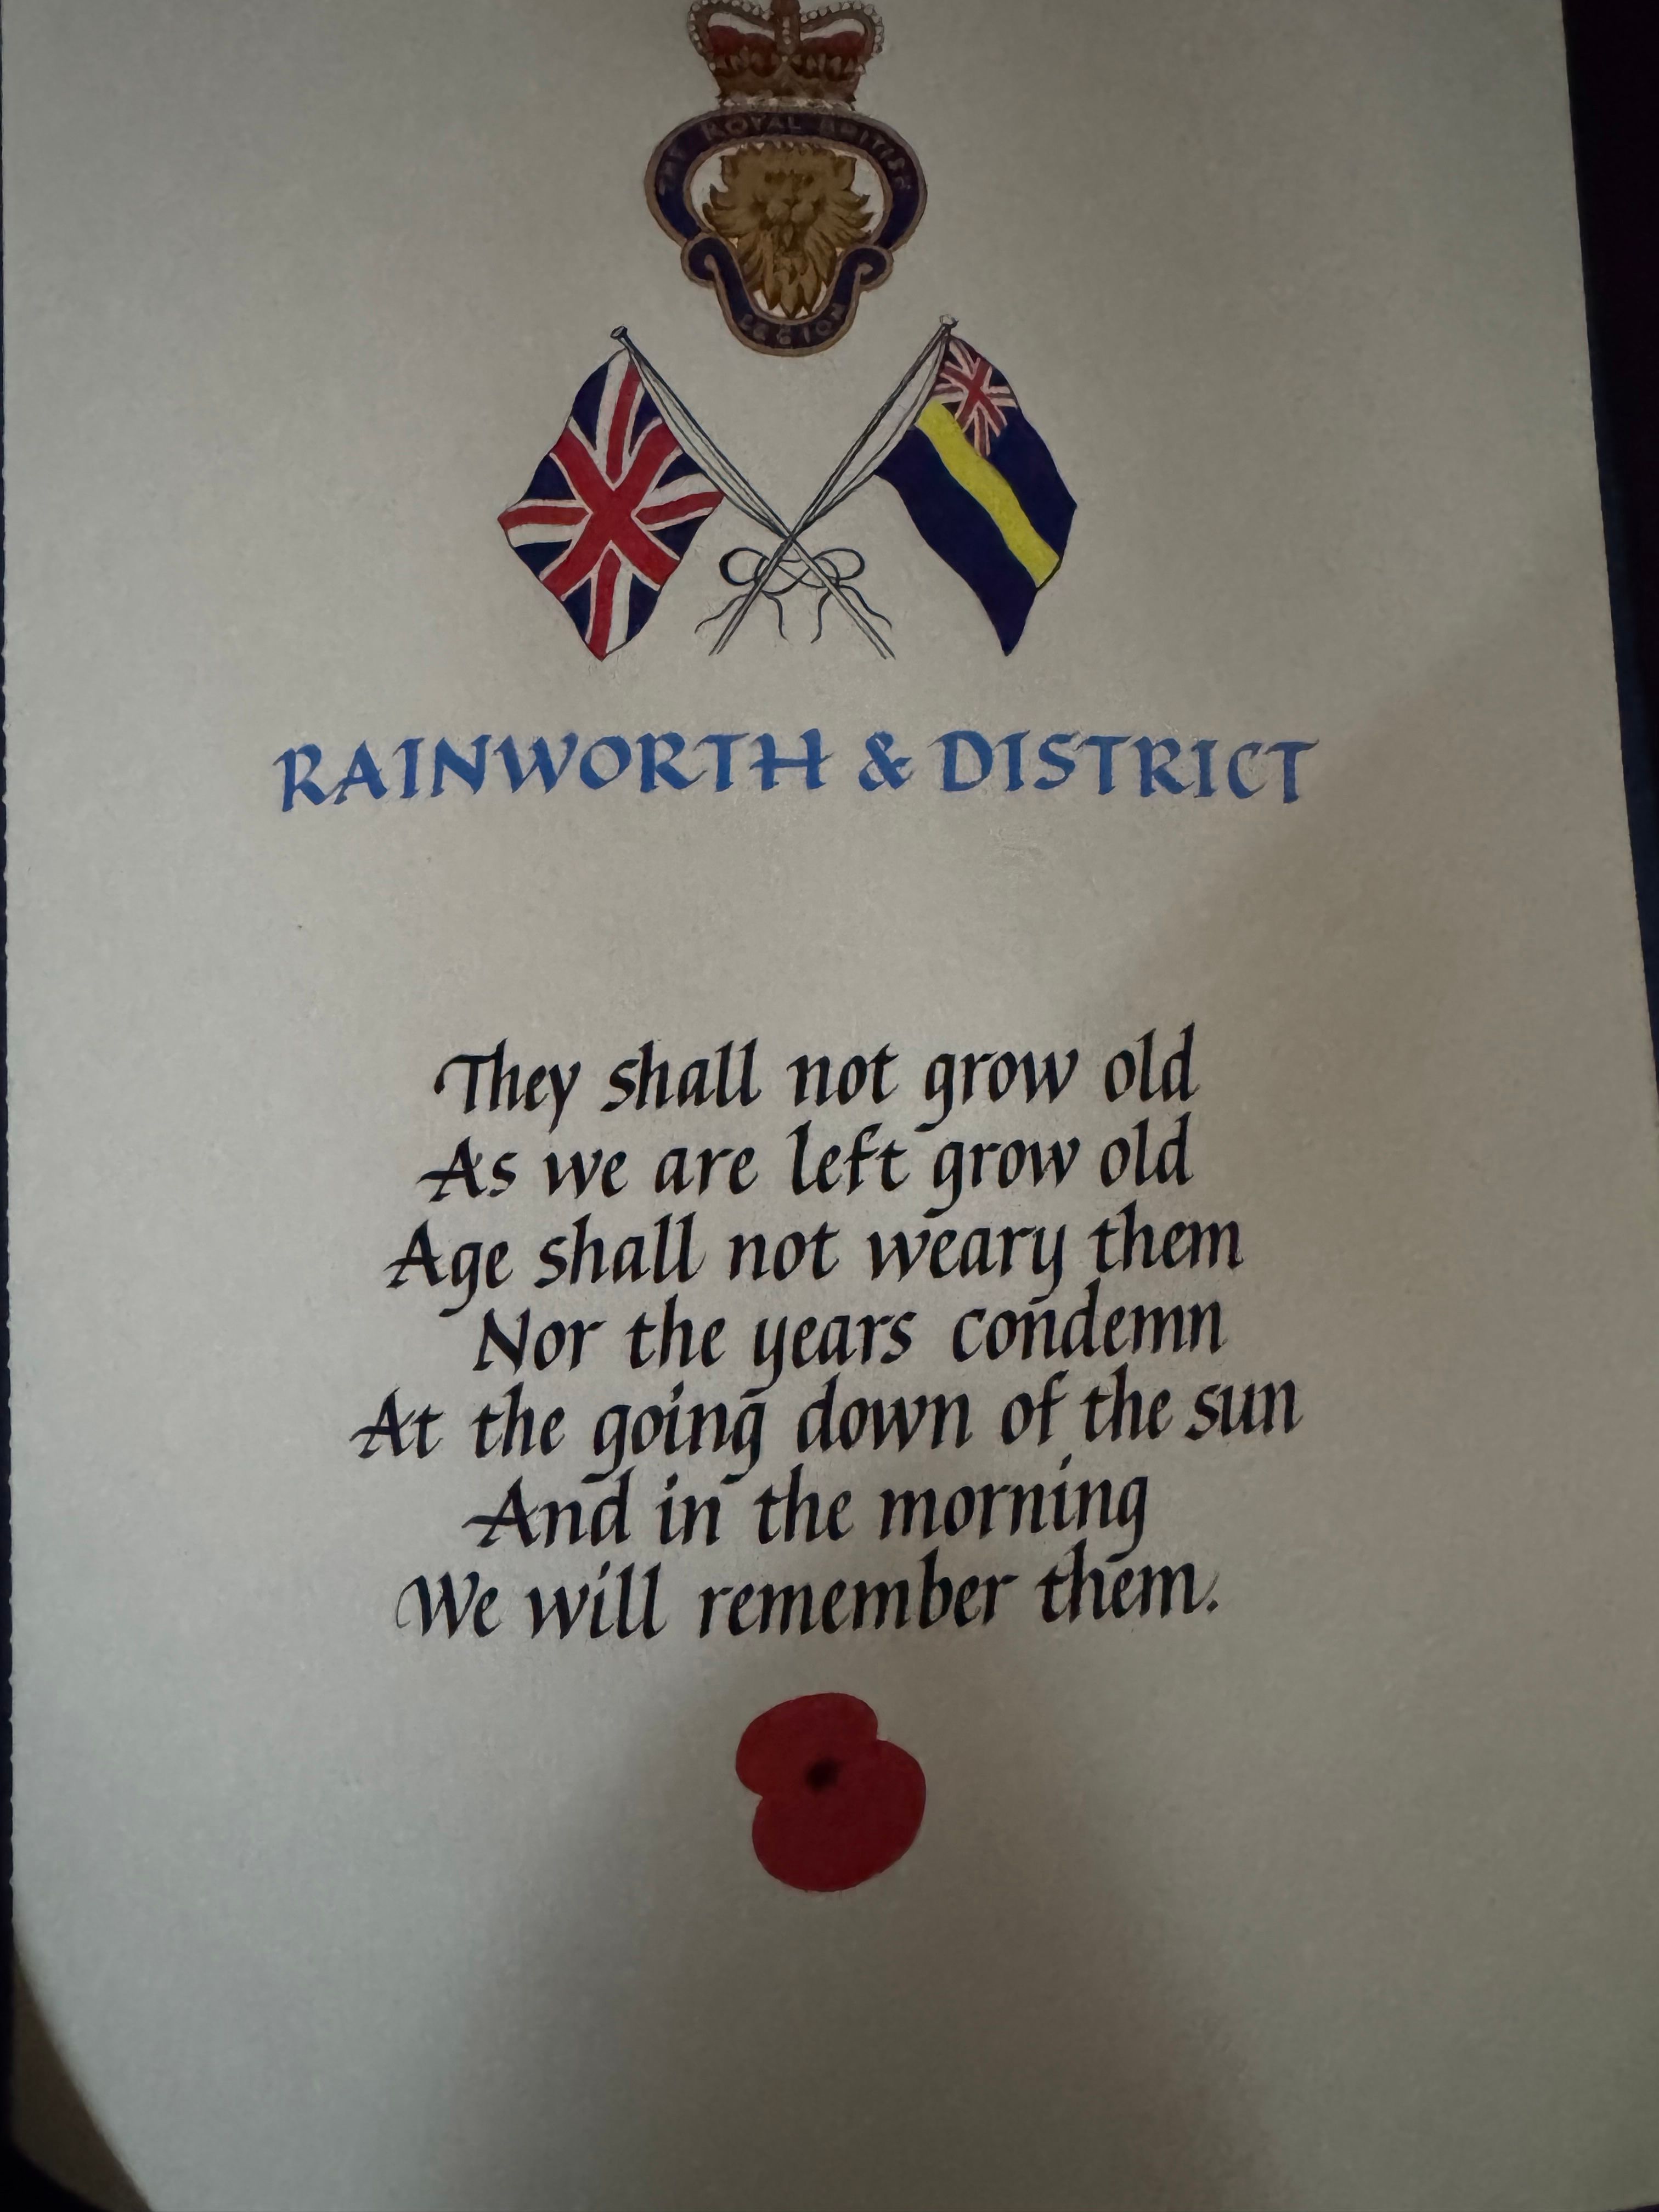 THE ROYAL BRITISH
LEGION
RAINWORTH & DISTRICT
They shall not grow old
As we are left grow old
Age shall not weary them
Nor the years condemn
At the going down of the sun
And in the morning
We will remember them.